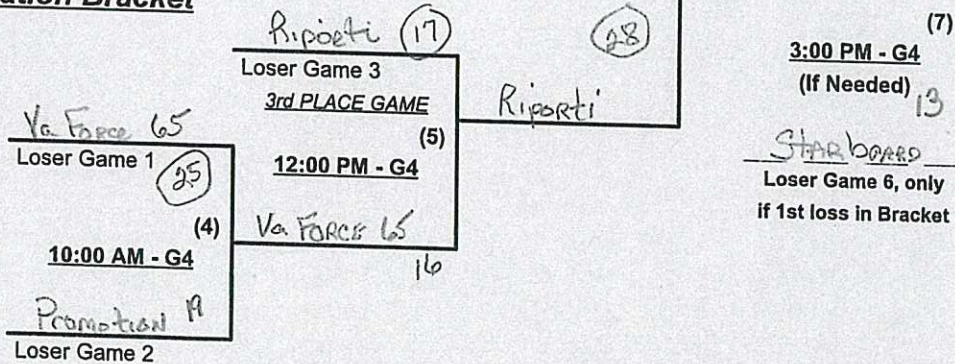 ation Bracket
Riporti 17
Loser Game 3
3rd PLACE GAME
(5)
12:00 PM - G4
Va Force 65
Loser Game 1
25
(4)
10:00 AM - G4
Promotion 19
Loser Game 2
Va FORCE 65
16
Riporti
28
(7)
3:00 PM - G4
(If Needed)
13
STARBOARD
Loser Game 6, only
if 1st loss in Bracket